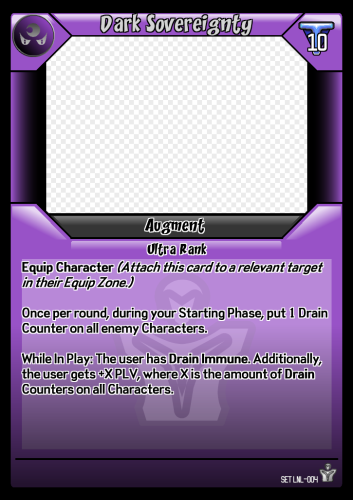 Dark Sovereignty
10
Augment
Ultra Rank
Equip Character (Attach this card to a relevant target
in their Equip Zone.)
Once per round, during your Starting Phase, put 1 Drain
Counter on all enemy Characters.
While In Play: The user has Drain Immune. Additionally,
the user gets +X PLV, where X is the amount of Drain
Counters on all Characters.
SET LNL-004